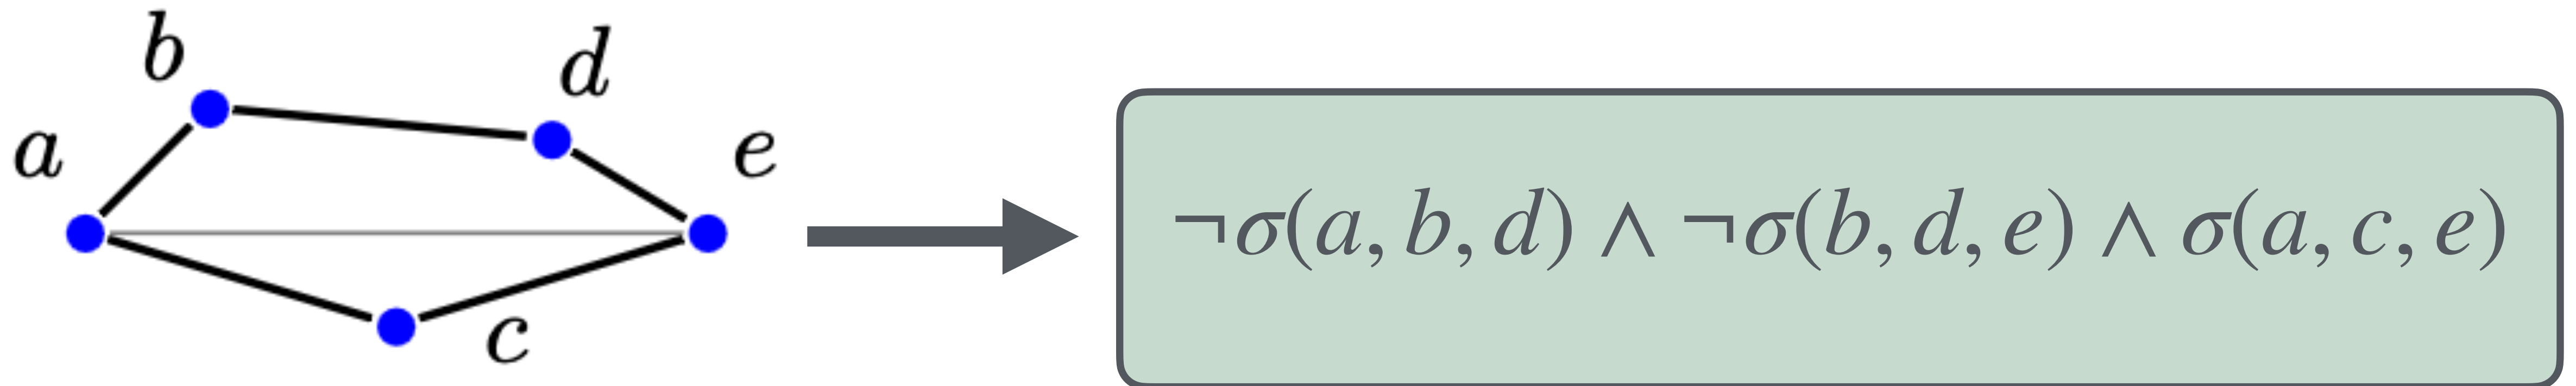 b
d
a
e
c
¬σ(a, b, d) ∧ ¬σ(b, d, e) ∧ σ(a, c, e)